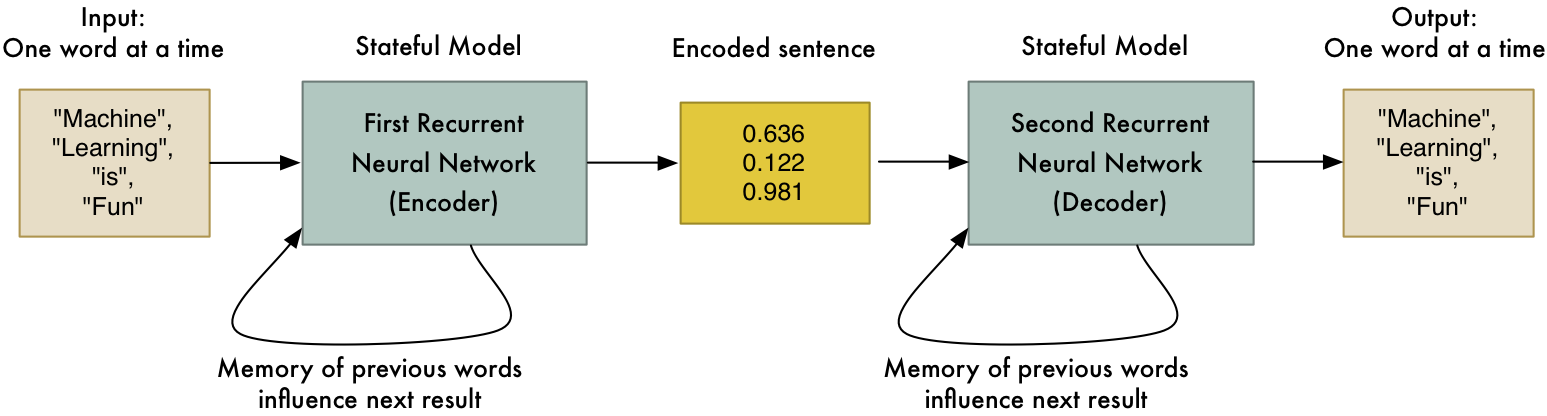 Input:
One word at a time
"Machine",
"Learning",
"is",
"Fun"
Stateful Model
First Recurrent
Neural Network
(Encoder)
Memory of previous words
influence next result
Encoded sentence
0.636
0.122
0.981
Stateful Model
Second Recurrent
Neural Network
(Decoder)
Memory of previous words
influence next result
Output:
One word at a time
"Machine",
"Learning",
"is",
"Fun"